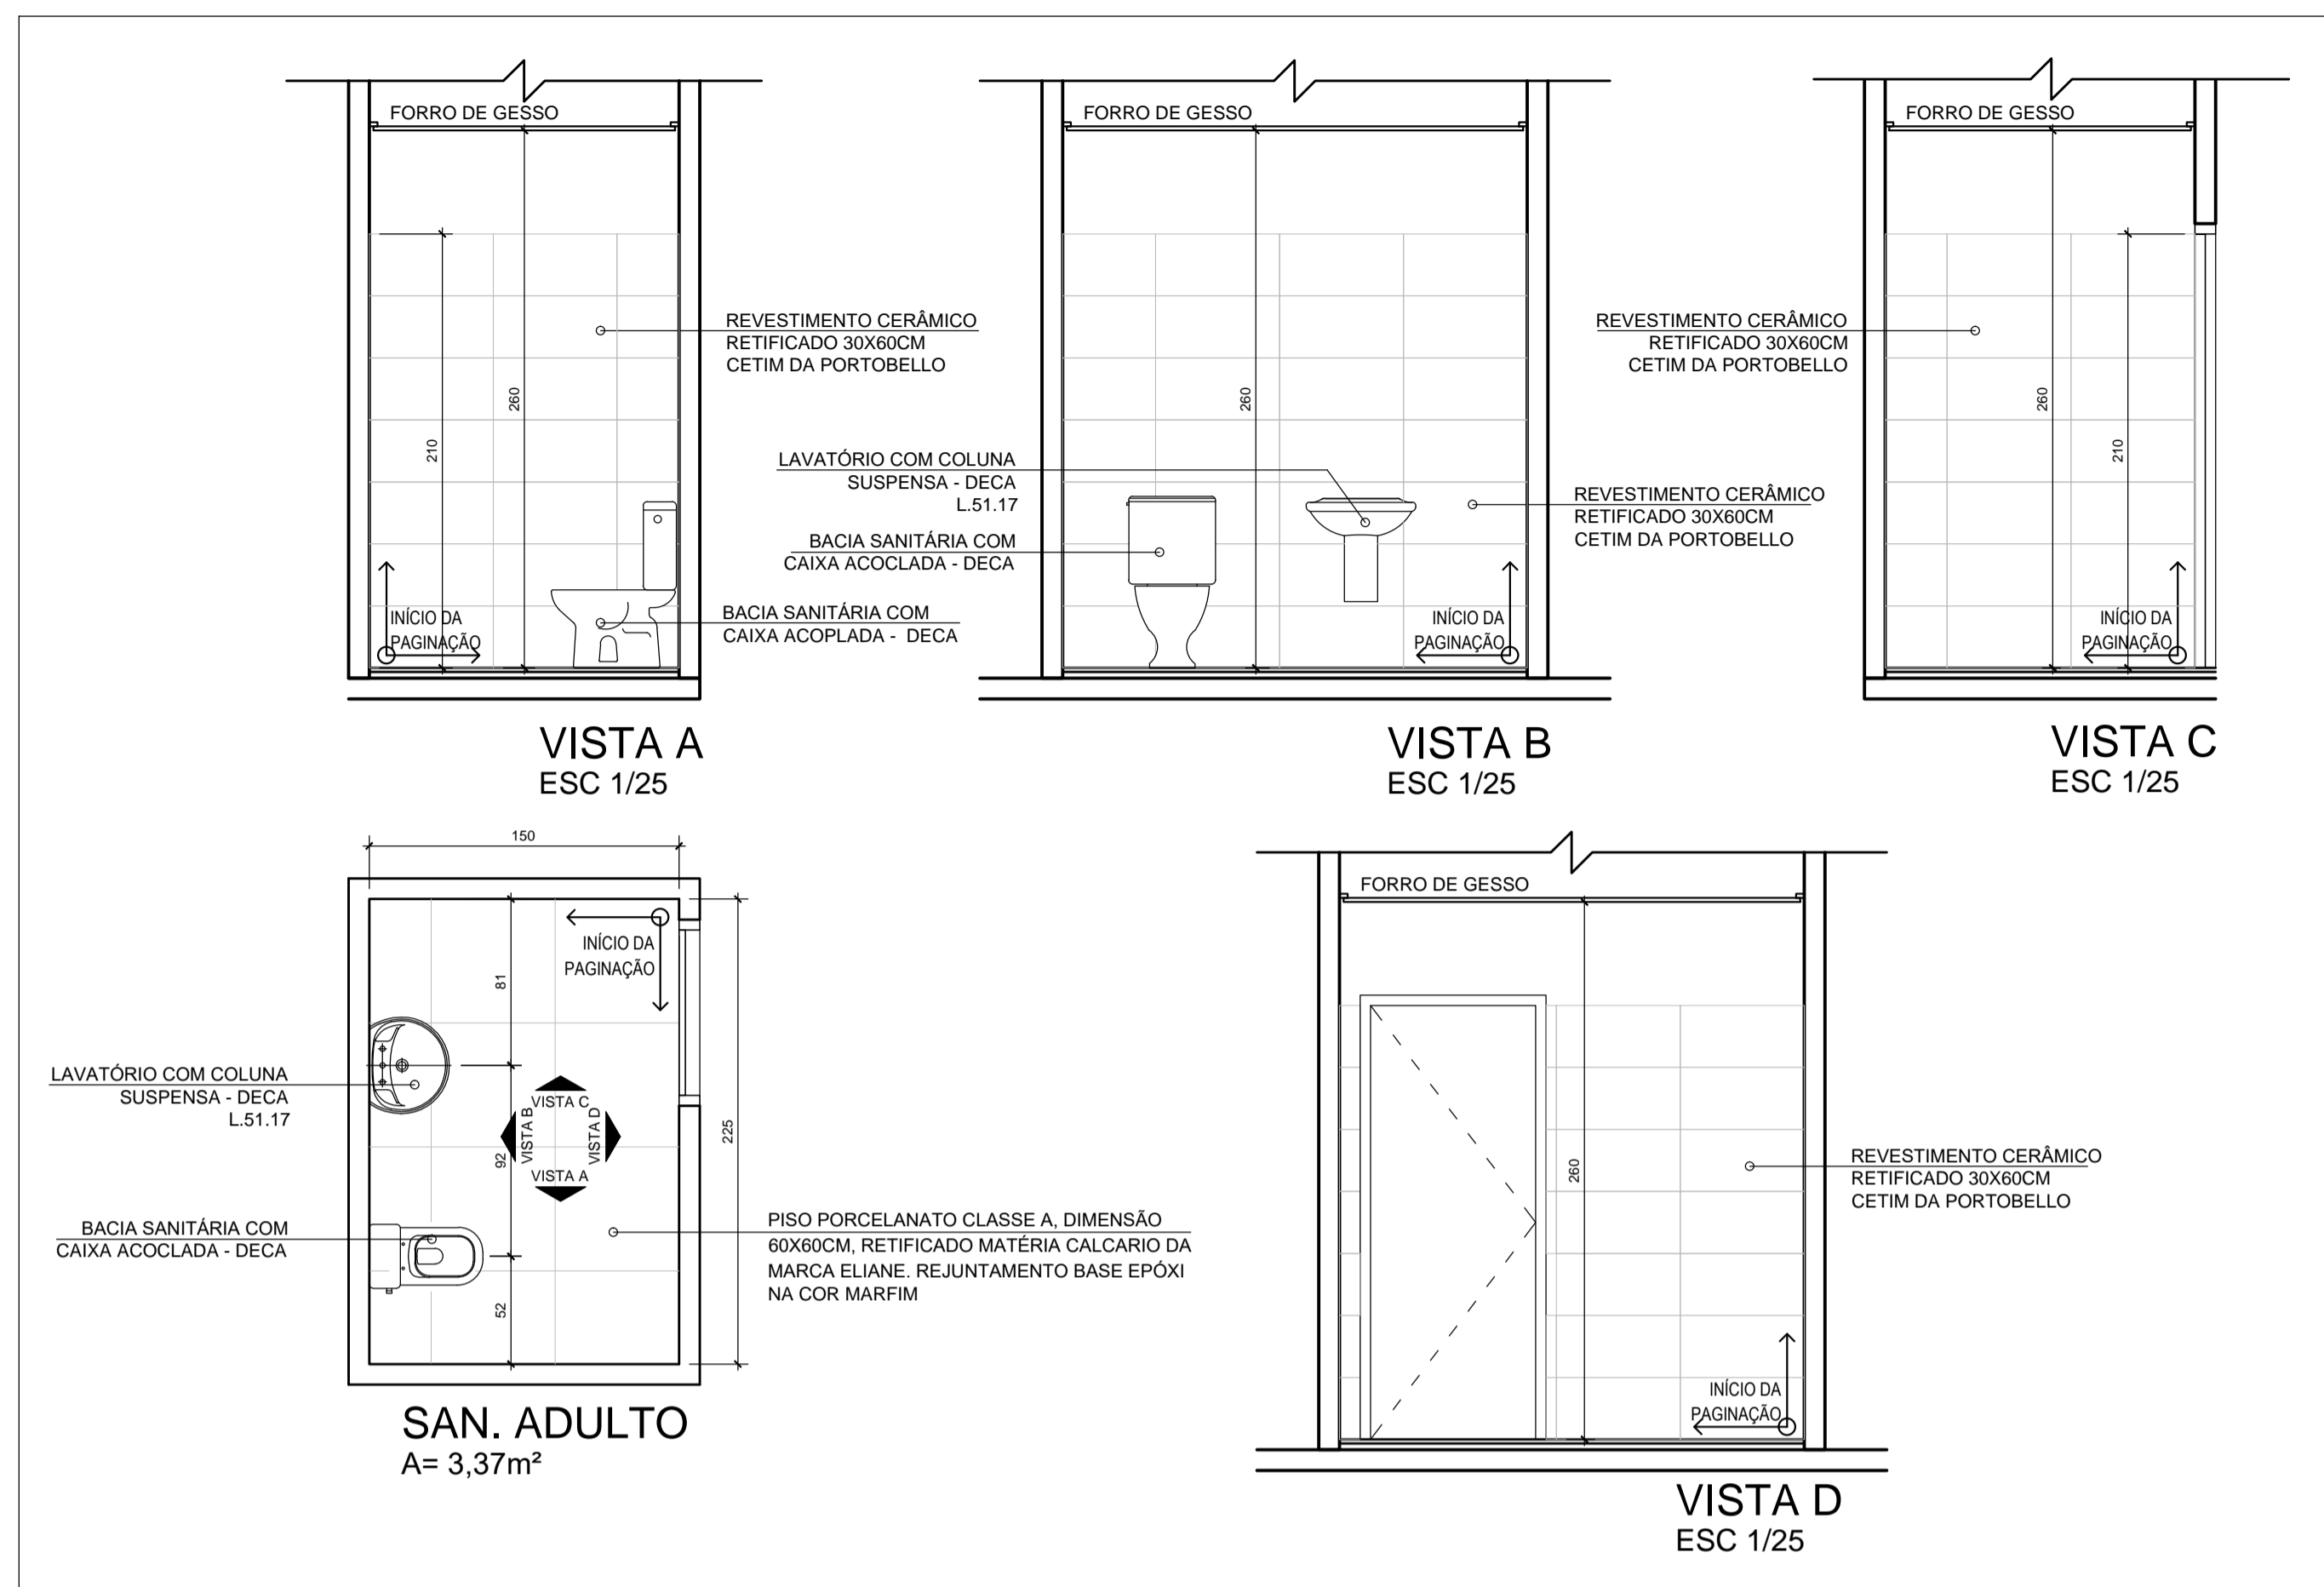 FORRO DE GESSO
210
260
REVESTIMENTO CERÂMICO
RETIFICADO 30X60CM
CETIM DA PORTOBELLO
INÍCIO DA
PAGINAÇÃO
BACIA SANITÁRIA COM
CAIXA ACOPLADA -  DECA
VISTA A
ESC 1/25
FORRO DE GESSO
260
LAVATÓRIO COM COLUNA
SUSPENSA - DECA
L.51.17
BACIA SANITÁRIA COM
CAIXA ACOCLADA - DECA
REVESTIMENTO CERÂMICO
RETIFICADO 30X60CM
CETIM DA PORTOBELLO
INÍCIO DA
PAGINAÇÃO
VISTA B
ESC 1/25
FORRO DE GESSO
REVESTIMENTO CERÂMICO
RETIFICADO 30X60CM
CETIM DA PORTOBELLO
260
210
INÍCIO DA
PAGINAÇÃO
VISTA C
ESC 1/25
150
INÍCIO DA
PAGINAÇÃO
81
92
52
225
LAVATÓRIO COM COLUNA
SUSPENSA - DECA
L.51.17
VISTA C
VISTA B
VISTA D
VISTA A
BACIA SANITÁRIA COM
CAIXA ACOCLADA - DECA
PISO PORCELANATO CLASSE A, DIMENSÃO
60X60CM, RETIFICADO MATÉRIA CALCARIO DA
MARCA ELIANE. REJUNTAMENTO BASE EPÓXI
NA COR MARFIM
SAN. ADULTO
A= 3,37m²
FORRO DE GESSO
260
REVESTIMENTO CERÂMICO
RETIFICADO 30X60CM
CETIM DA PORTOBELLO
INÍCIO DA
PAGINAÇÃO
VISTA D
ESC 1/25